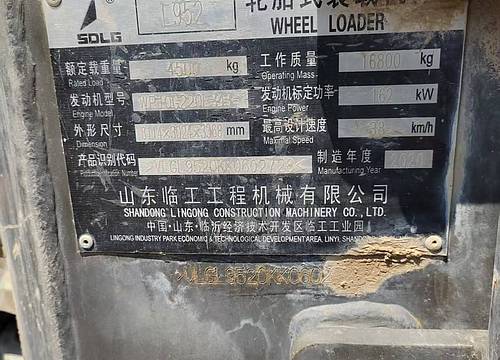 L952
WHEEL LOADER
SDLG
额定载重量 kg 工作质量 16800 kg
Rated Load Operating Mass
发动机型号 发动机标定功率 162 kW
Engine Model Engine Power
外形尺寸 mm 最高设计速度 38 km/h
Dimension Maximal Speed
产品识别代码 制造年度
Manufacturing Year
山东临工工程机械有限公司
SHANDONG LINGONG CONSTRUCTION MACHINERY CO., LTD.
中国·山东·临沂经济技术开发区临工工业园
LINGONG INDUSTRY PARK ECONOMIC & TECHNOLOGICAL DEVELOPMENT AREA, LINYI, SHANDONG